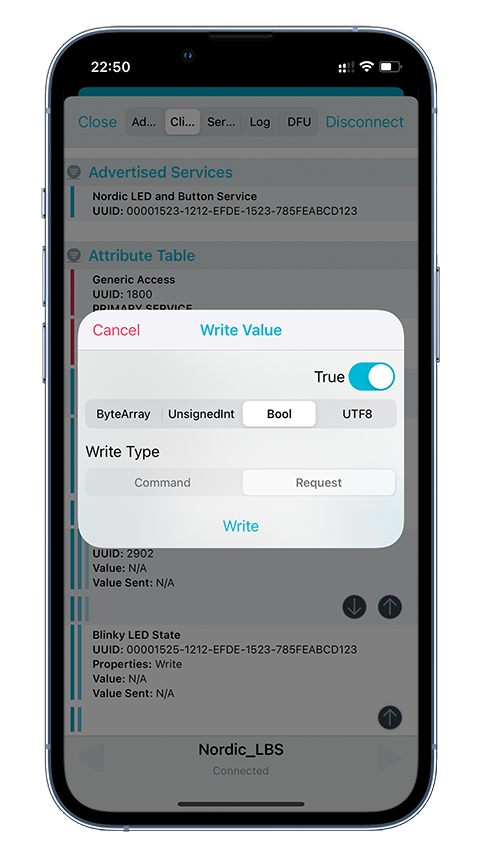 22:50
Close Ad... Cli... Ser... Log DFU Disconnect
Advertised Services
Nordic LED and Button Service
UUID: 00001523-1212-EFDE-1523-785FEABCD123
Attribute Table
Generic Access
UUID: 1800
PRIMARY SERVICE
Cancel Write Value
True
ByteArray UnsignedInt Bool UTF8
Write Type
Command Request
Write
UUID: 2902
Value: N/A
Value Sent: N/A
Blinky LED State
UUID: 00001525-1212-EFDE-1523-785FEABCD123
Properties: Write
Value: N/A
Value Sent: N/A
Nordic_LBS
Connected